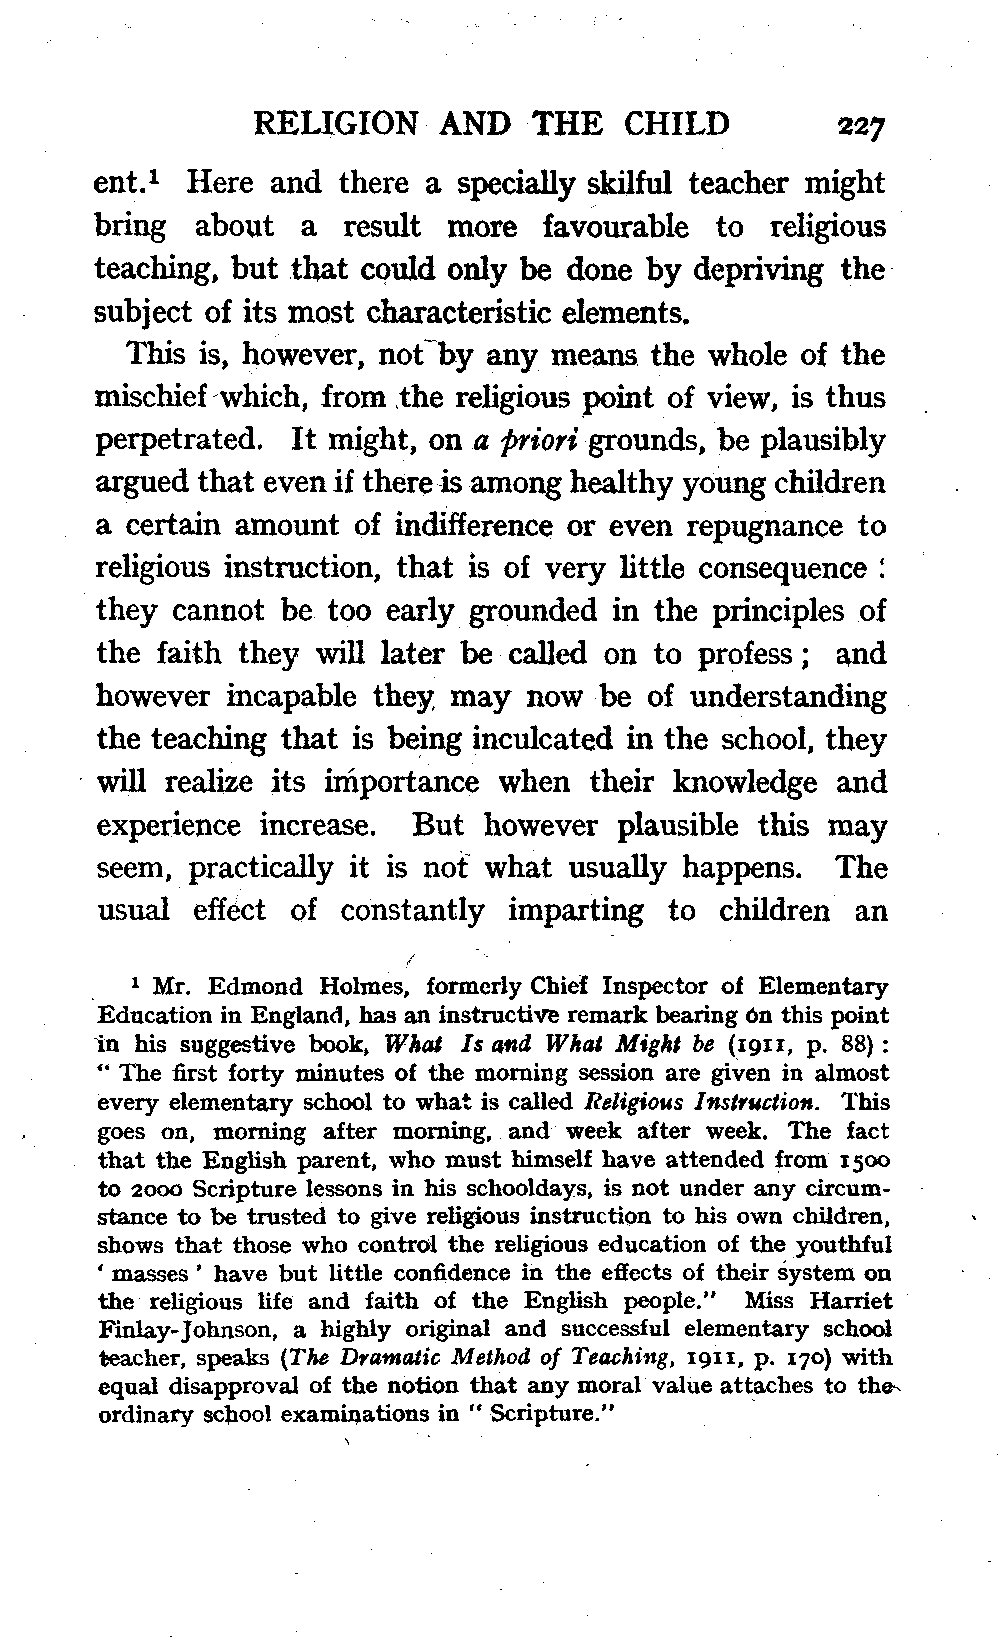 RELIGION AND THE CHILD 227
ent.¹ Here and there a specially skilful teacher might
bring about a result more favourable to religious
teaching, but that could only be done by depriving the
subject of its most characteristic elements.
This is, however, not by any means the whole of the
mischief which, from the religious point of view, is thus
perpetrated. It might, on a priori grounds, be plausibly
argued that even if there is among healthy young children
a certain amount of indifference or even repugnance to
religious instruction, that is of very little consequence :
they cannot be too early grounded in the principles of
the faith they will later be called on to profess ; and
however incapable they may now be of understanding
the teaching that is being inculcated in the school, they
will realize its importance when their knowledge and
experience increase. But however plausible this may
seem, practically it is not what usually happens. The
usual effect of constantly imparting to children an
¹ Mr. Edmond Holmes, formerly Chief Inspector of Elementary
Education in England, has an instructive remark bearing on this point
in his suggestive book, What Is and What Might be (1911, p. 88) :
" The first forty minutes of the morning session are given in almost
every elementary school to what is called Religious Instruction. This
goes on, morning after morning, and week after week. The fact
that the English parent, who must himself have attended from 1500
to 2000 Scripture lessons in his schooldays, is not under any circum-
stance to be trusted to give religious instruction to his own children,
shows that those who control the religious education of the youthful
' masses ' have but little confidence in the effects of their system on
the religious life and faith of the English people." Miss Harriet
Finlay-Johnson, a highly original and successful elementary school
teacher, speaks (The Dramatic Method of Teaching, 1911, p. 170) with
equal disapproval of the notion that any moral value attaches to the
ordinary school examinations in " Scripture."